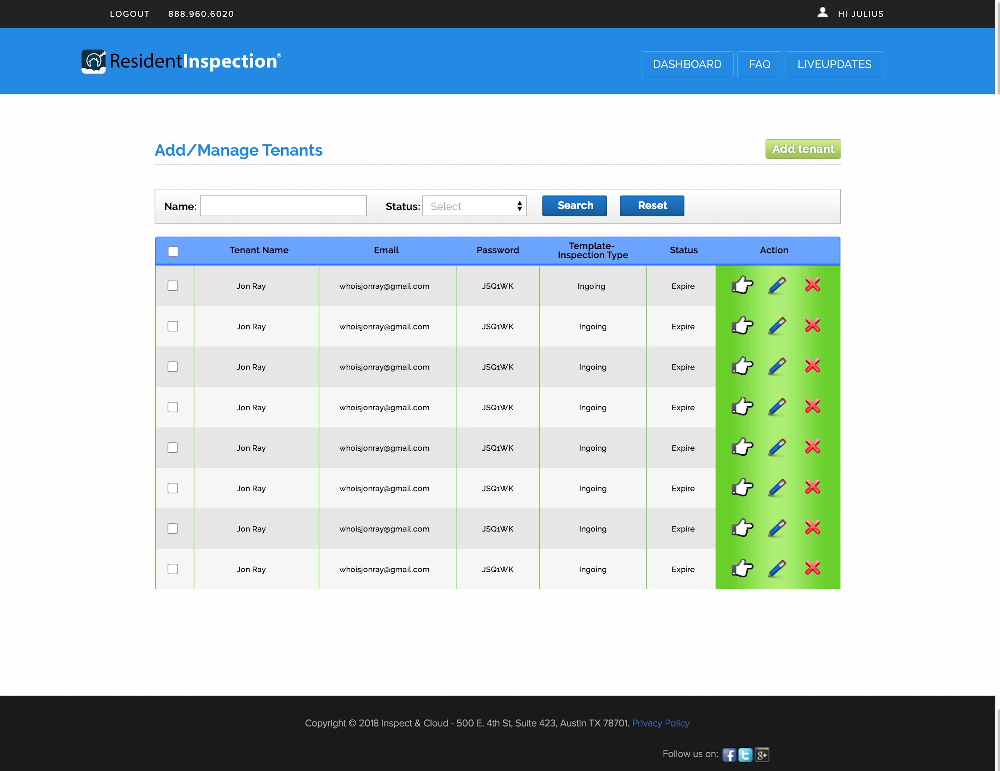 LOGOUT 888.960.6020 HI JULIUS
ResidentInspection® DASHBOARD FAQ LIVEUPDATES
Add/Manage Tenants Add tenant
Name: Status: Select Search Reset
Tenant Name Email Password Template-
Inspection Type Status Action
Jon Ray whoisjonray@gmail.com JSQ1WK Ingoing Expire
Jon Ray whoisjonray@gmail.com JSQ1WK Ingoing Expire
Jon Ray whoisjonray@gmail.com JSQ1WK Ingoing Expire
Jon Ray whoisjonray@gmail.com JSQ1WK Ingoing Expire
Jon Ray whoisjonray@gmail.com JSQ1WK Ingoing Expire
Jon Ray whoisjonray@gmail.com JSQ1WK Ingoing Expire
Jon Ray whoisjonray@gmail.com JSQ1WK Ingoing Expire
Jon Ray whoisjonray@gmail.com JSQ1WK Ingoing Expire
Copyright © 2018 Inspect & Cloud - 500 E. 4th St, Suite 423, Austin TX 78701. Privacy Policy
Follow us on: f t g+